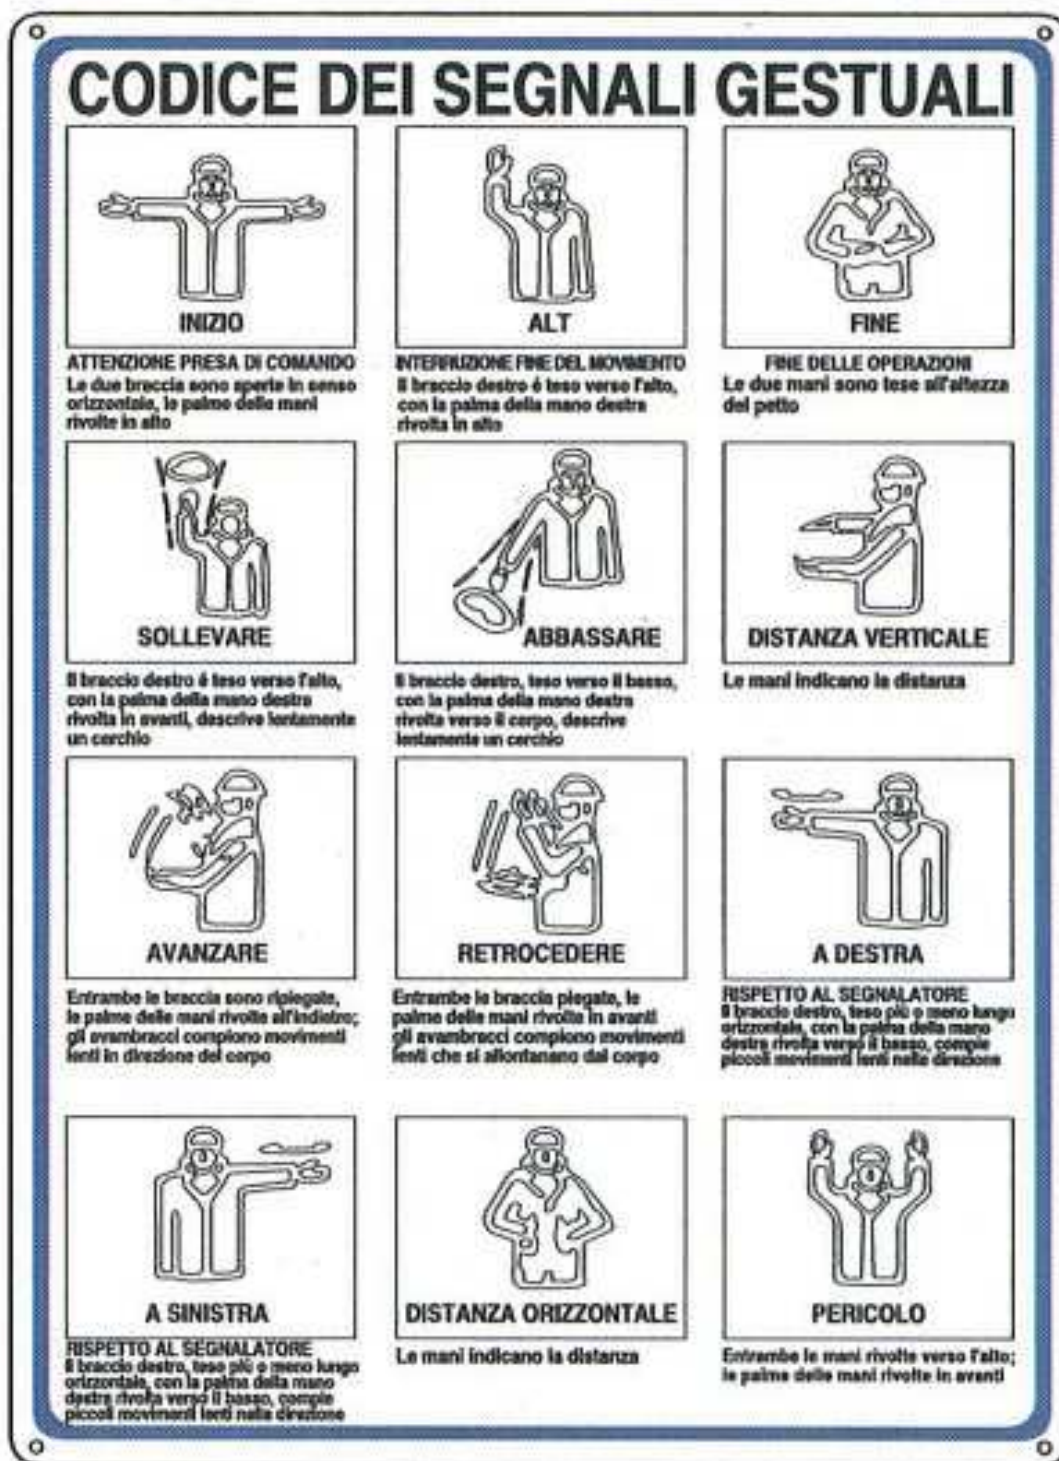 CODICE DEI SEGNALI GESTUALI
INIZIO
ATTENZIONE PRESA DI COMANDO
Le due breccia sono aperte in senso
orizzontale, le palme delle mani
rivolte in alto
ALT
INTERRUZIONE FINE DEL MOVIMENTO
Il braccio destro é teso verso l'alto,
con la palma della mano destra
rivolta in alto
FINE
FINE DELLE OPERAZIONI
Le due mani sono tese all'altezza
del petto
SOLLEVARE
Il braccio destro é teso verso l'alto,
con la palma della mano destra
rivolta in avanti, descrive lentamente
un cerchio
ABBASSARE
Il braccio destro, teso verso il basso,
con la palma della mano destra
rivolta verso il corpo, descrive
lentamente un cerchio
DISTANZA VERTICALE
Le mani indicano la distanza
AVANZARE
Entrambe le braccia sono ripiegate,
le palme delle mani rivolte all'indietro;
gli avambracci compiono movimenti
lenti in direzione del corpo
RETROCEDERE
Entrambe le braccia piegate, le
palme delle mani rivolte in avanti
gli avambracci compiono movimenti
lenti che si allontanano dal corpo
A DESTRA
RISPETTO AL SEGNALATORE
Il braccio destro, teso più o meno lungo
orizzontale, con la palma della mano
destra rivolta verso il basso, compie
piccoli movimenti lenti nella direzione
A SINISTRA
RISPETTO AL SEGNALATORE
Il braccio destro, teso più o meno lungo
orizzontale, con la palma della mano
destra rivolta verso il basso, compie
piccoli movimenti lenti nella direzione
DISTANZA ORIZZONTALE
Le mani indicano la distanza
PERICOLO
Entrambe le mani rivolte verso l'alto;
le palme delle mani rivolte in avanti